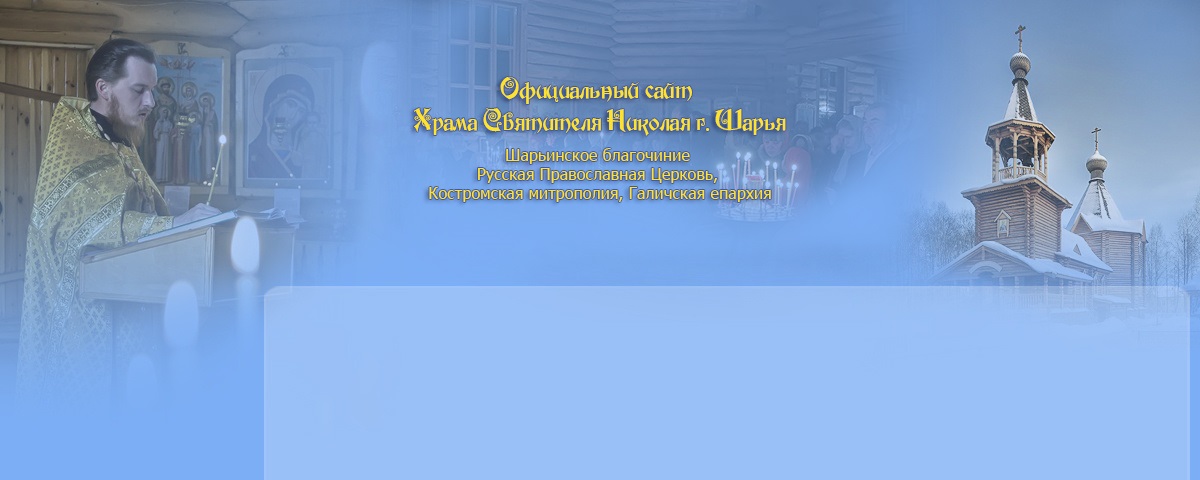 Официальный сайт
Храма Святителя Николая г. Шарья
Шарьинское благочиние
Русская Православная Церковь,
Костромская митрополия, Галичская епархия